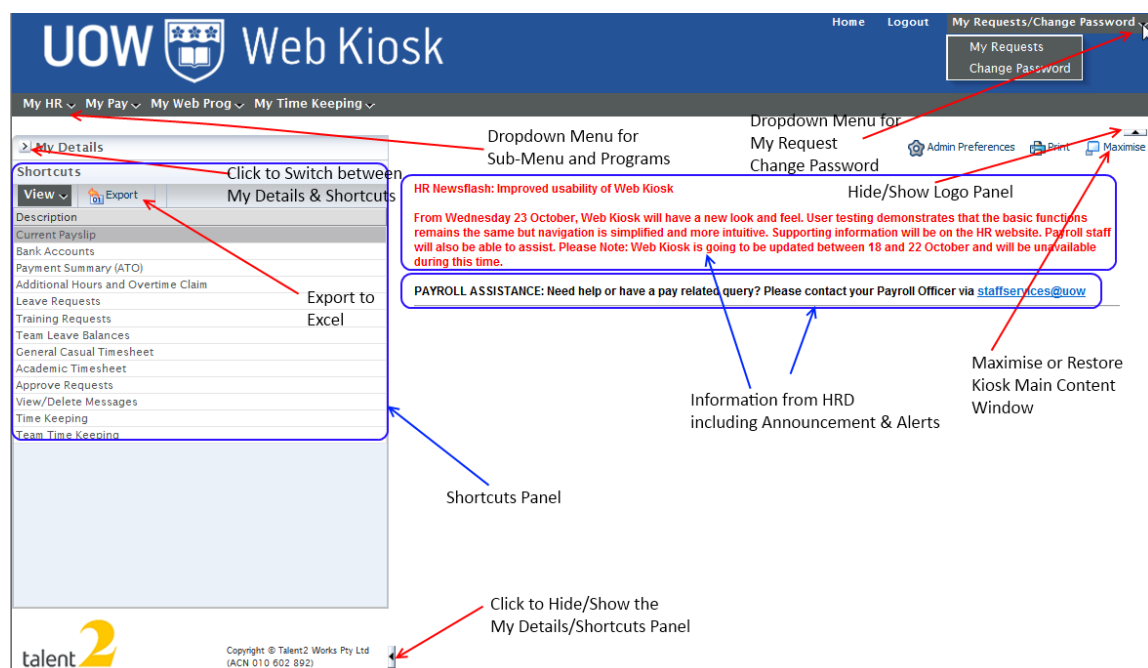 Home Logout My Requests/Change Password
UOW Web Kiosk
My Requests
Change Password
My HR My Pay My Web Prog My Time Keeping
Dropdown Menu for
Sub-Menu and Programs
Dropdown Menu for
My Request
Change Password
My Details
Admin Preferences Print Maximise
Shortcuts
Click to Switch between
My Details & Shortcuts
Hide/Show Logo Panel
View Export
HR Newsflash: Improved usability of Web Kiosk
From Wednesday 23 October, Web Kiosk will have a new look and feel. User testing demonstrates that the basic functions
remains the same but navigation is simplified and more intuitive. Supporting information will be on the HR website. Payroll staff
will also be able to assist. Please Note: Web Kiosk is going to be updated between 18 and 22 October and will be unavailable
during this time.
PAYROLL ASSISTANCE: Need help or have a pay related query? Please contact your Payroll Officer via staffservices@uow
Description
Current Payslip
Bank Accounts
Payment Summary (ATO)
Additional Hours and Overtime Claim
Leave Requests
Training Requests
Team Leave Balances
General Casual Timesheet
Academic Timesheet
Approve Requests
View/Delete Messages
Time Keeping
Team Time Keeping
Export to
Excel
Maximise or Restore
Kiosk Main Content
Window
Information from HRD
including Announcement & Alerts
Shortcuts Panel
Click to Hide/Show the
My Details/Shortcuts Panel
talent2
Copyright © Talent2 Works Pty Ltd
(ACN 010 602 892)